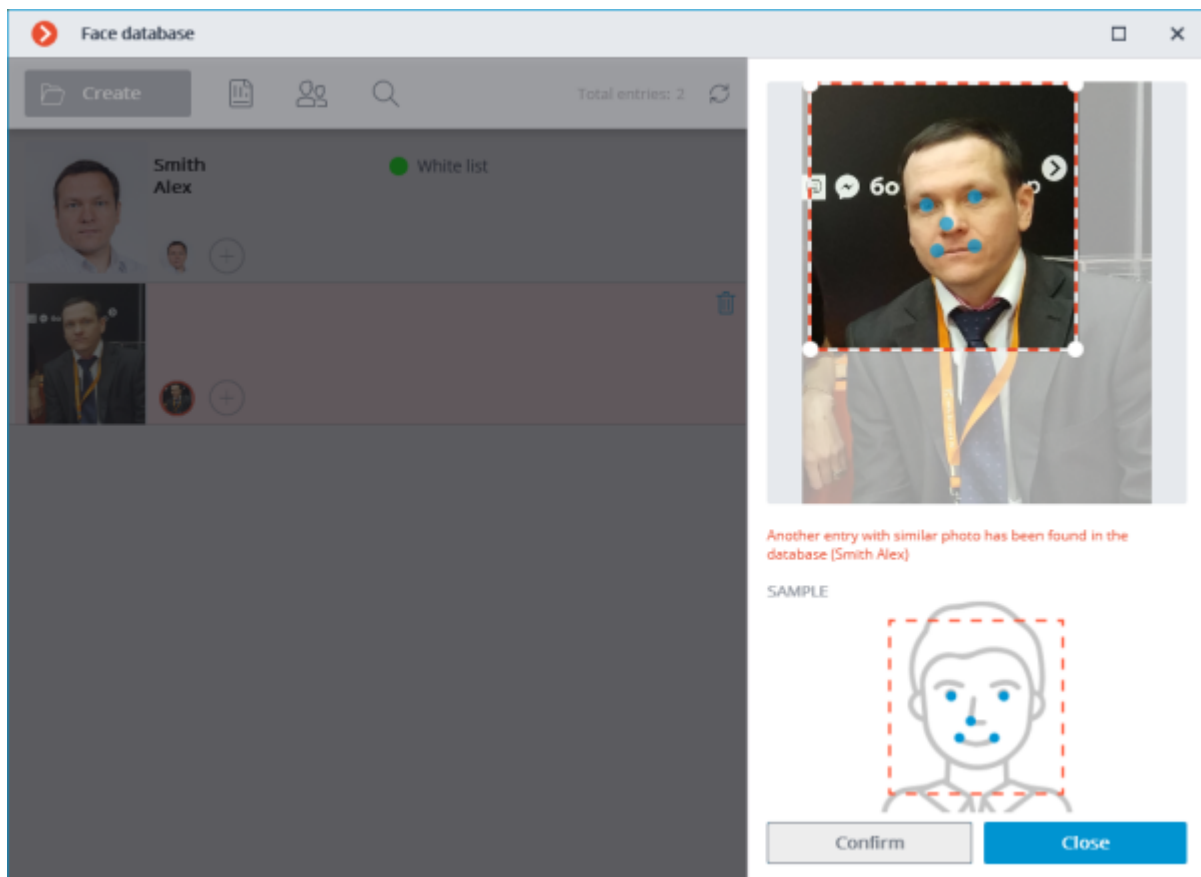 Face database
Create
Total entries: 2
Smith
Alex
White list
бо
р
Another entry with similar photo has been found in the
database (Smith Alex)
SAMPLE
Confirm
Close